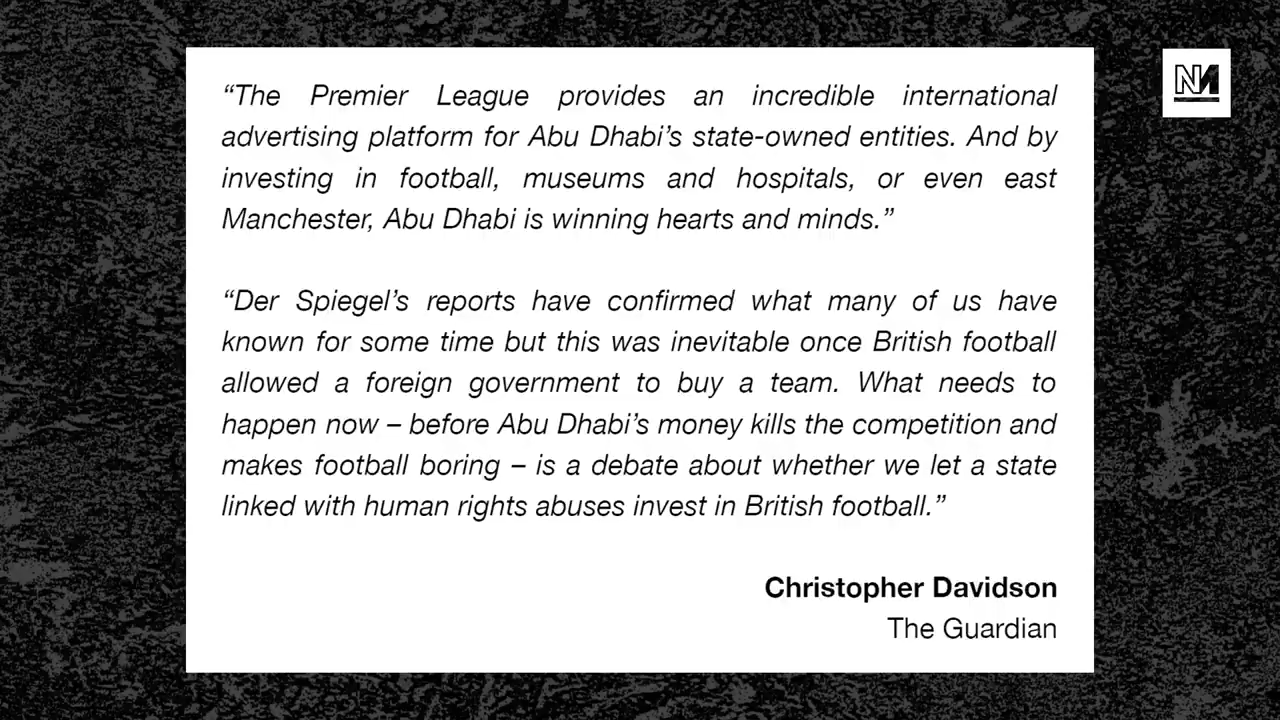 “The Premier League provides an incredible international
advertising platform for Abu Dhabi’s state-owned entities. And by
investing in football, museums and hospitals, or even east
Manchester, Abu Dhabi is winning hearts and minds.”
“Der Spiegel’s reports have confirmed what many of us have
known for some time but this was inevitable once British football
allowed a foreign government to buy a team. What needs to
happen now – before Abu Dhabi’s money kills the competition and
makes football boring – is a debate about whether we let a state
linked with human rights abuses invest in British football.”
Christopher Davidson
The Guardian
NM